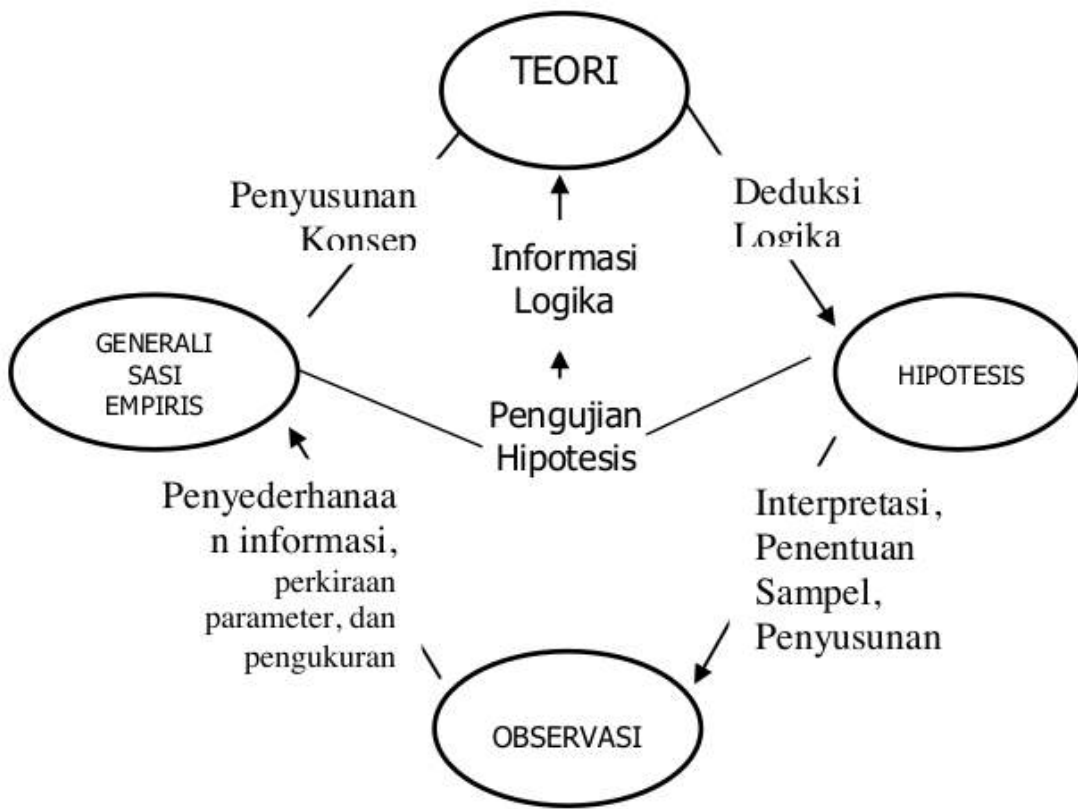 TEORI
Penyusunan
Konsep
Deduksi
Logika
Informasi
Logika
GENERALI
SASI
EMPIRIS
HIPOTESIS
Pengujian
Hipotesis
Penyederhanaa
n informasi,
perkiraan
parameter, dan
pengukuran
Interpretasi,
Penentuan
Sampel,
Penyusunan
OBSERVASI